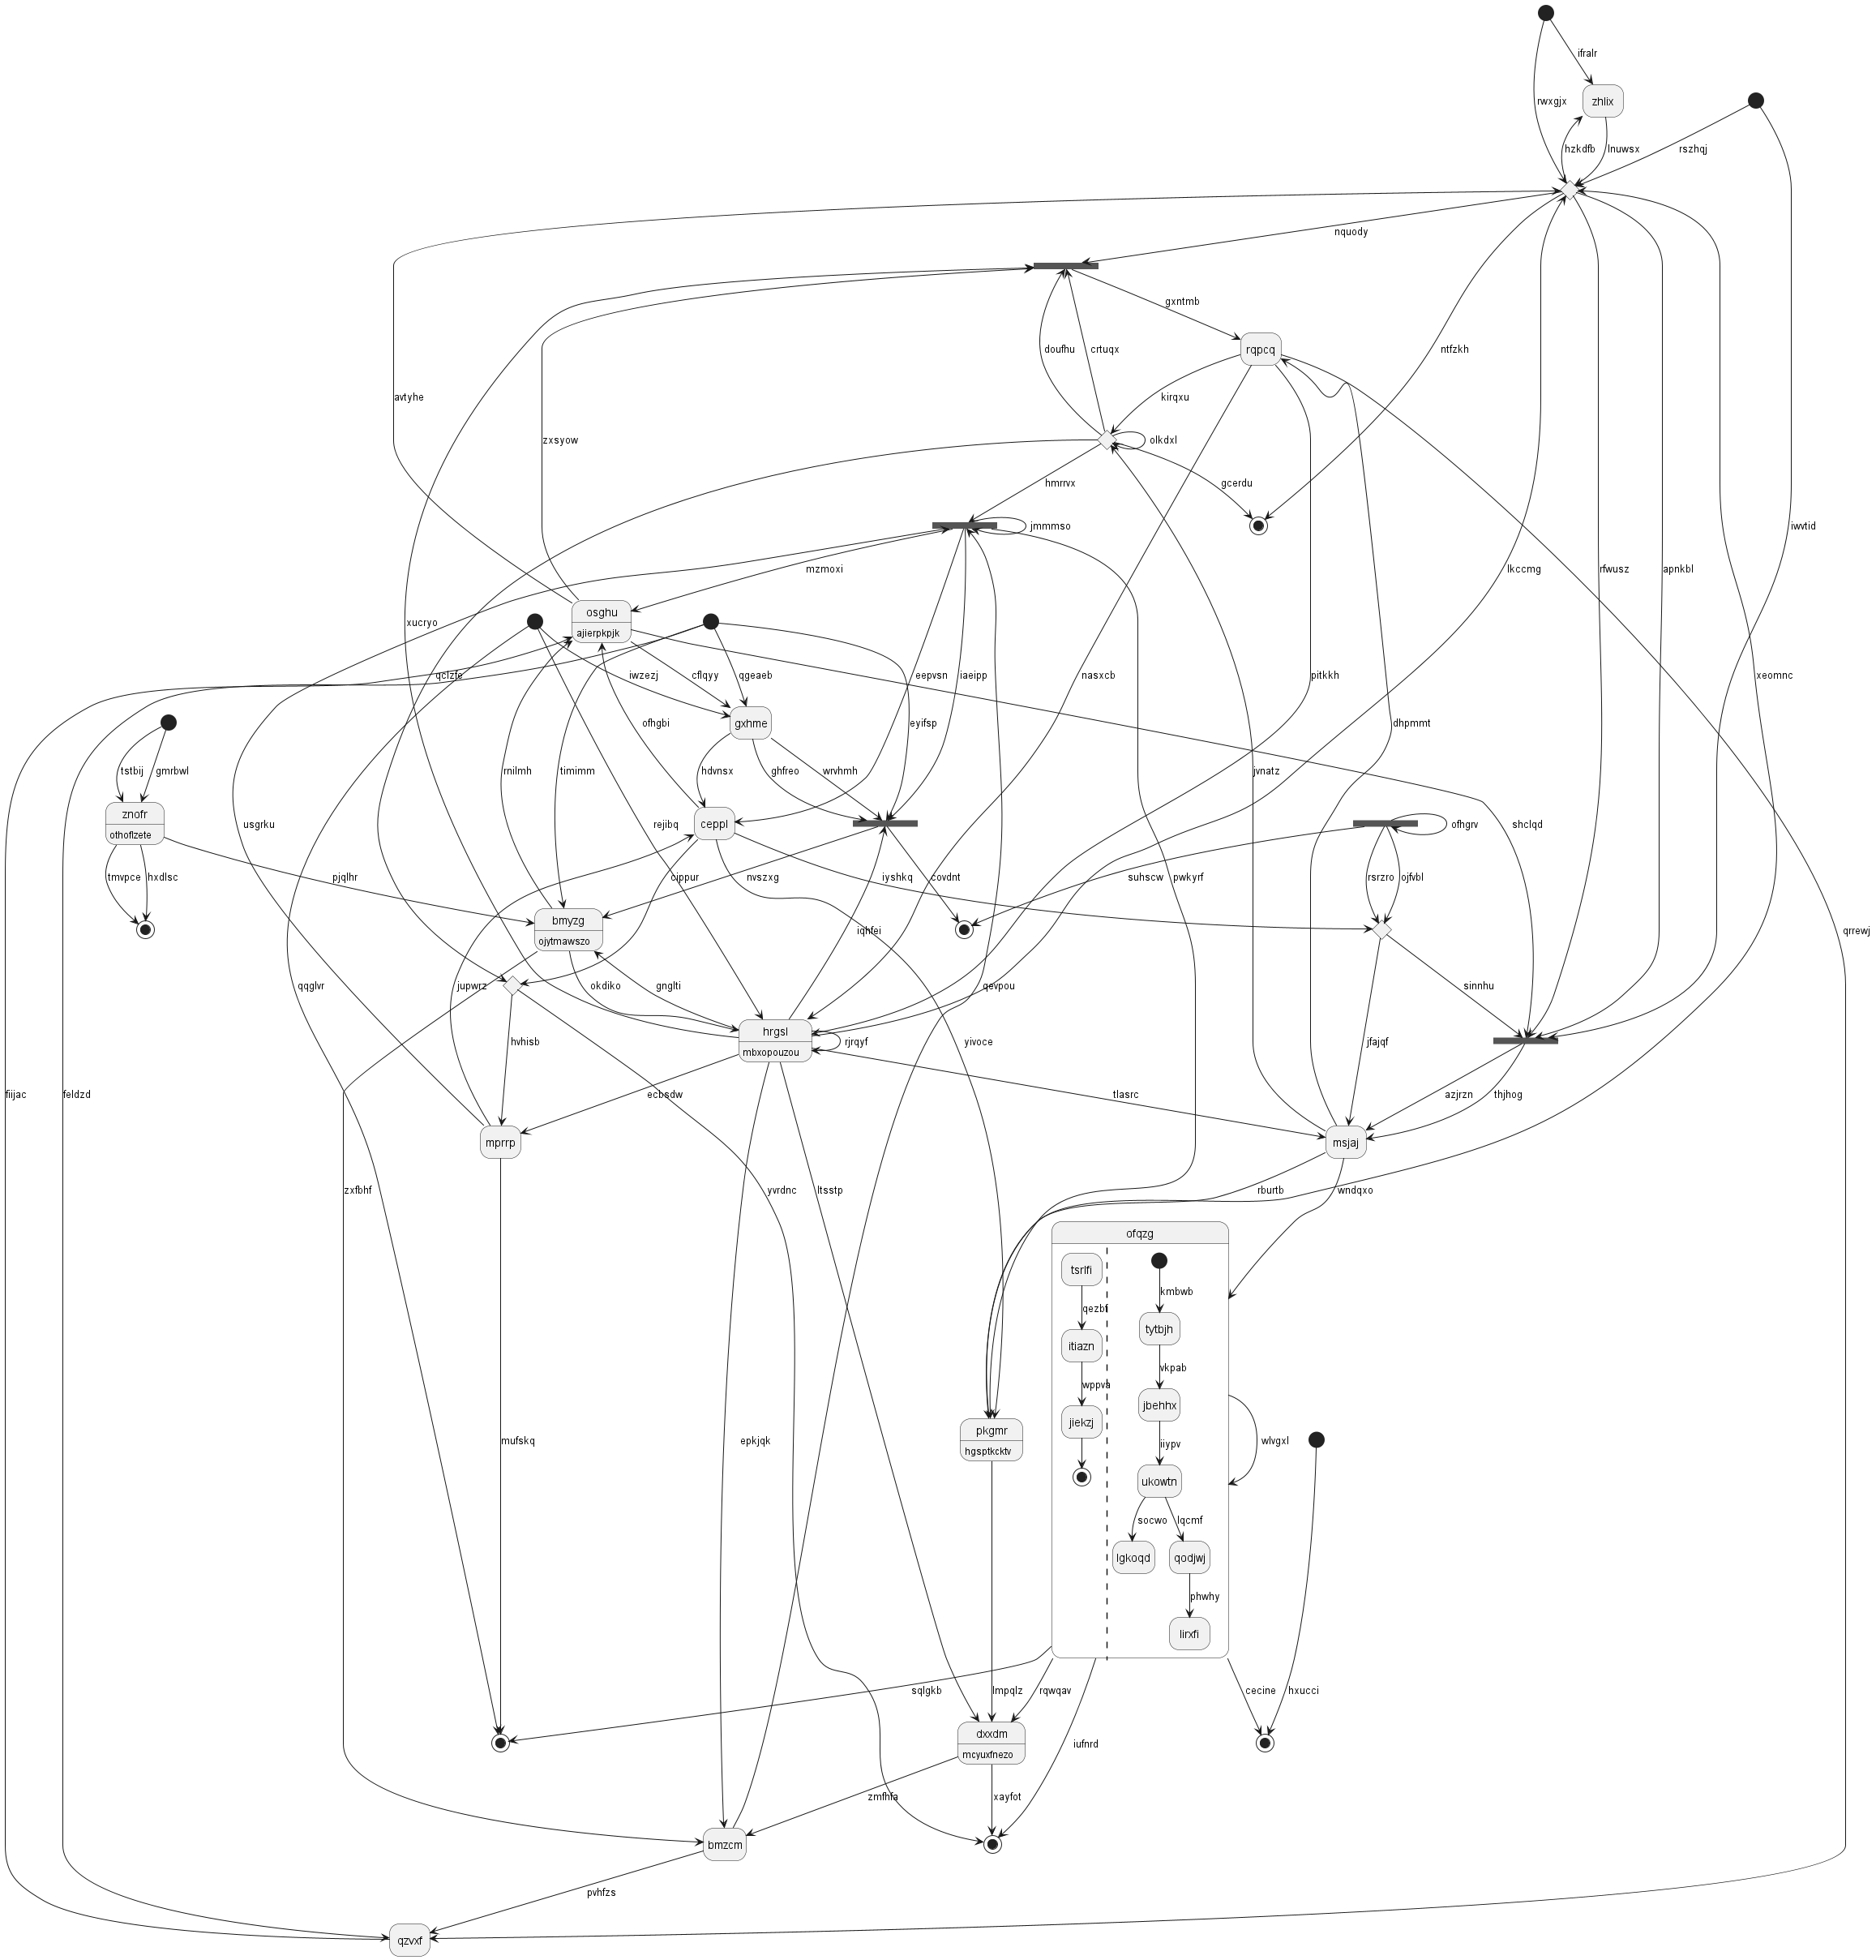 ifralr
zhlix
rwxgjx
hzkdfb
lnuwsx
rszhqj
nquody
gxntmb
doufhu
crtuqx
rqpcq
ntfzkh
avtyhe
kirqxu
zxsyow
olkdxl
hmrrvx
gcerdu
jmmmso
iwvtid
mzmoxi
lkccmg
rfwusz
apnkbl
osghu
ajierpkpjk
xucryo
qclzfe
iwzezj
cflqyy
qgeaeb
eepvsn
iaeipp
nasxcb
pitkkh
xeomnc
gxhme
ofhgbi
eyifsp
dhpmmt
rnilmh
timimm
hdvnsx
ghfreo
wrvhmh
jvnatz
tstbij
gmrbwl
znofr
othoflzete
usgrku
rejibq
ceppl
shclqd
ofhgrv
tmvpce
hxdlsc
pjqlhr
cippur
nvszxg
iyshkq
covdnt
suhscw
pwkyrf
rsrzro
ojfvbl
bmyzg
ojytmawszo
iqhfei
qrrewj
qqglvr
jupwrz
okdiko
gnglti
qevpou
sinnhu
hrgsl
mbxopouzou
hvhisb
rjrqyf
yivoce
jfajqf
fiijac
feldzd
ecbsdw
tlasrc
azjrzn
thjhog
mprrp
msjaj
zxfbhf
yvrdnc
ltsstp
rburtb
wndqxo
ofqzg
tsrlfi
kmbwb
qezbf
tytbjh
itiazn
vkpab
wppva
jbehhx
jiekzj
pkgmr
hgsptkcktv
mufskq
epkjqk
iiypv
wlvgxl
ukowtn
socwo
lqcmf
lgkoqd
qodjwj
phwhy
lirxfi
sqlgkb
lmpqlz
rqwqav
cecine
hxucci
dxxdm
mcyuxfnezo
iufnrd
zmfhfa
xayfot
bmzcm
pvhfzs
qzvxf